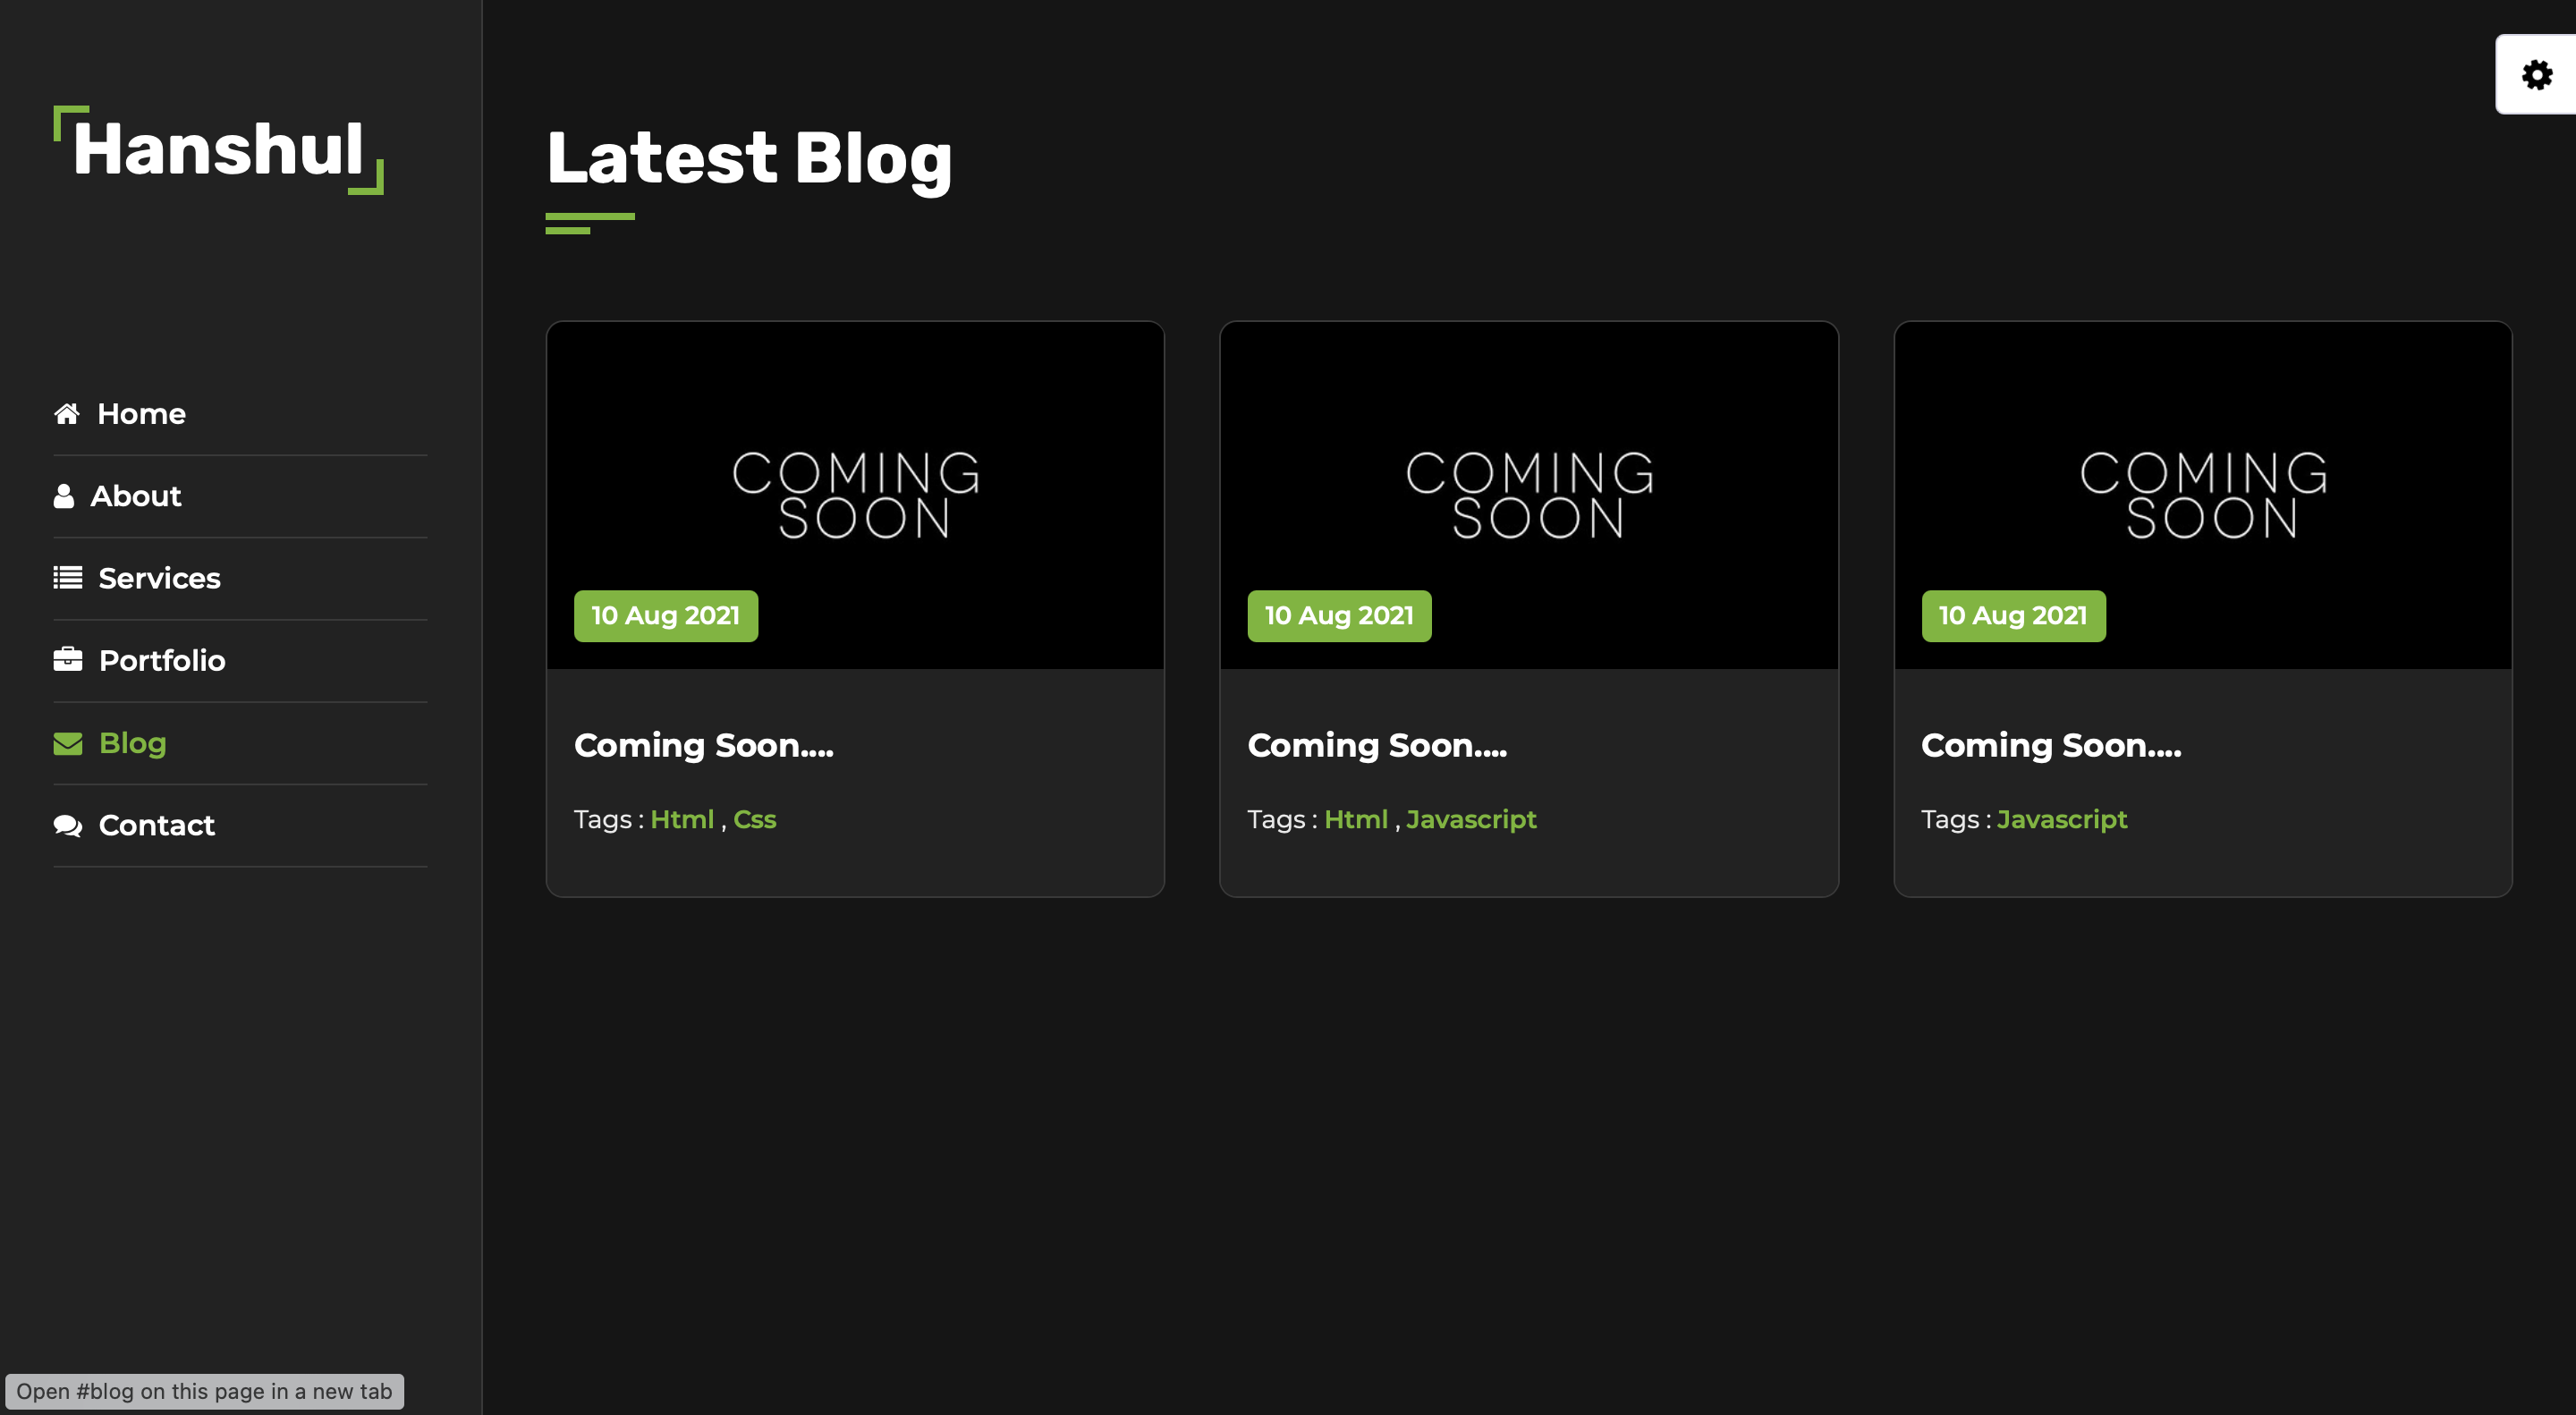 Hanshul
Home
About
Services
Portfolio
Blog
Contact
Latest Blog
COMING
SOON
10 Aug 2021
Coming Soon....
Tags : Html , Css
COMING
SOON
10 Aug 2021
Coming Soon....
Tags : Html , Javascript
COMING
SOON
10 Aug 2021
Coming Soon....
Tags : Javascript
Open #blog on this page in a new tab